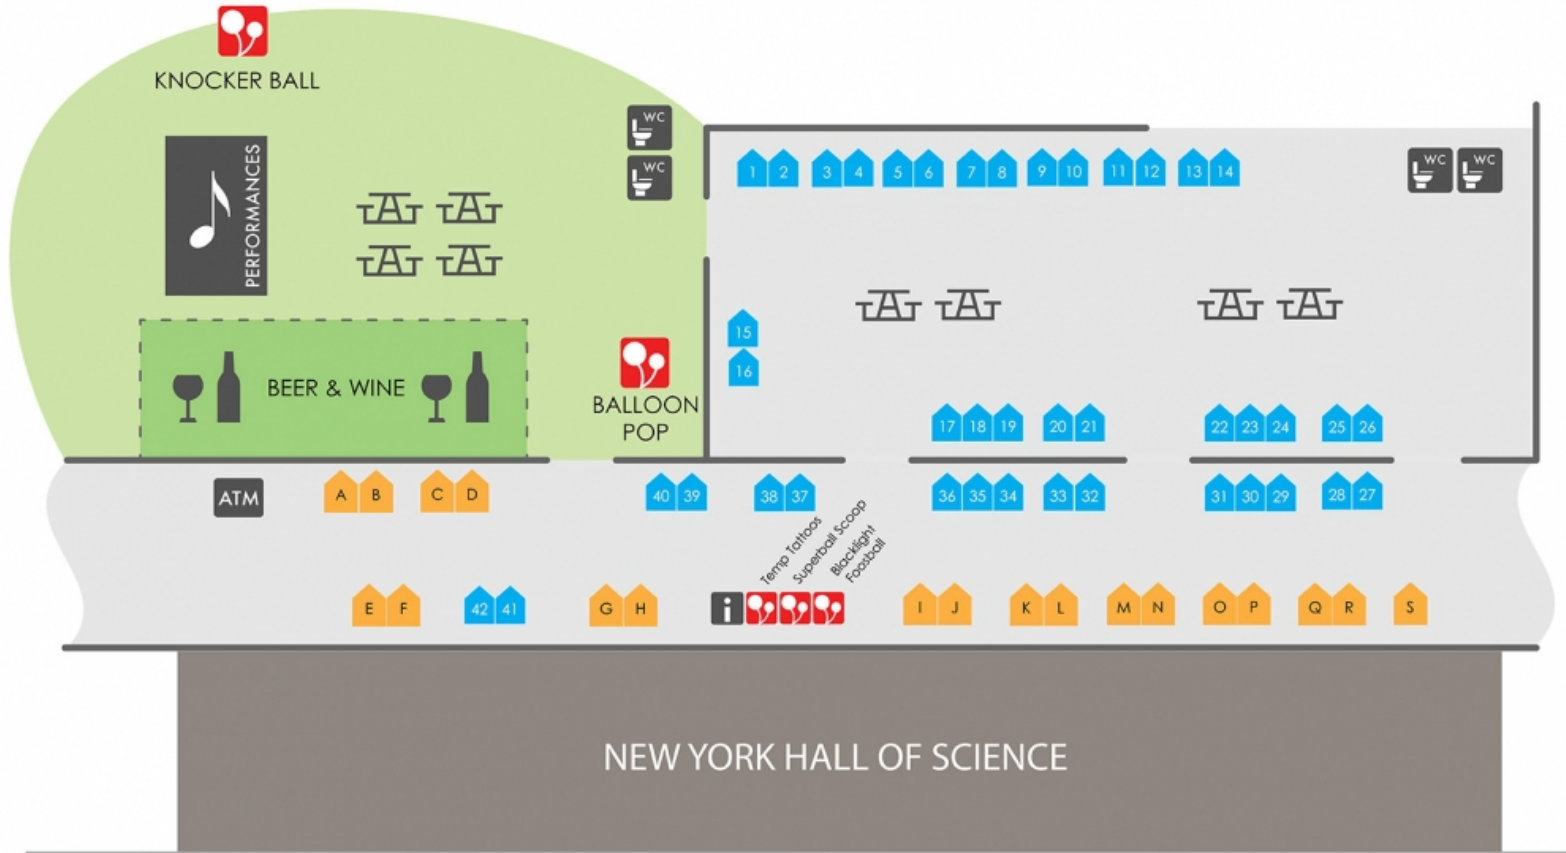 KNOCKER BALL
PERFORMANCES
WC
WC
WC WC
1 2 3 4 5 6 7 8 9 10 11 12 13 14
15
16
BEER & WINE
BALLOON
POP
17 18 19 20 21 22 23 24 25 26
ATM
A B C D
40 39 38 37 36 35 34 33 32 31 30 29 28 27
Temp Tattoos
Superball Scoop
Blacklight
Foosball
E F 42 41 G H i I J K L M N O P Q R S
NEW YORK HALL OF SCIENCE